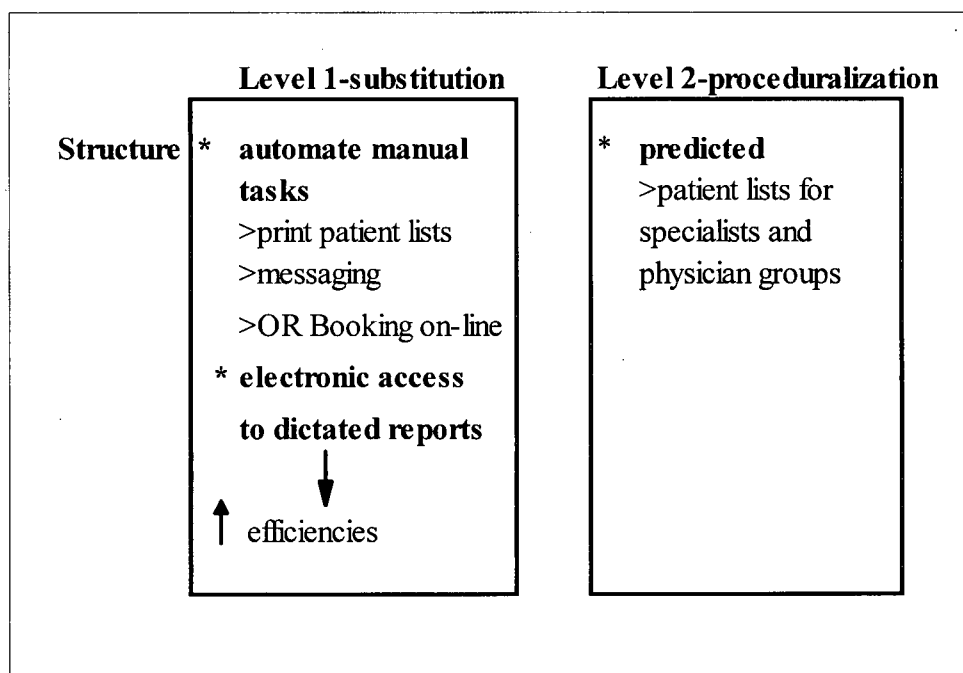 Level 1-substitution
Level 2-proceduralization
Structure * automate manual
tasks
>print patient lists
>messaging
>OR Booking on-line
* electronic access
to dictated reports
efficiencies
* predicted
>patient lists for
specialists and
physician groups